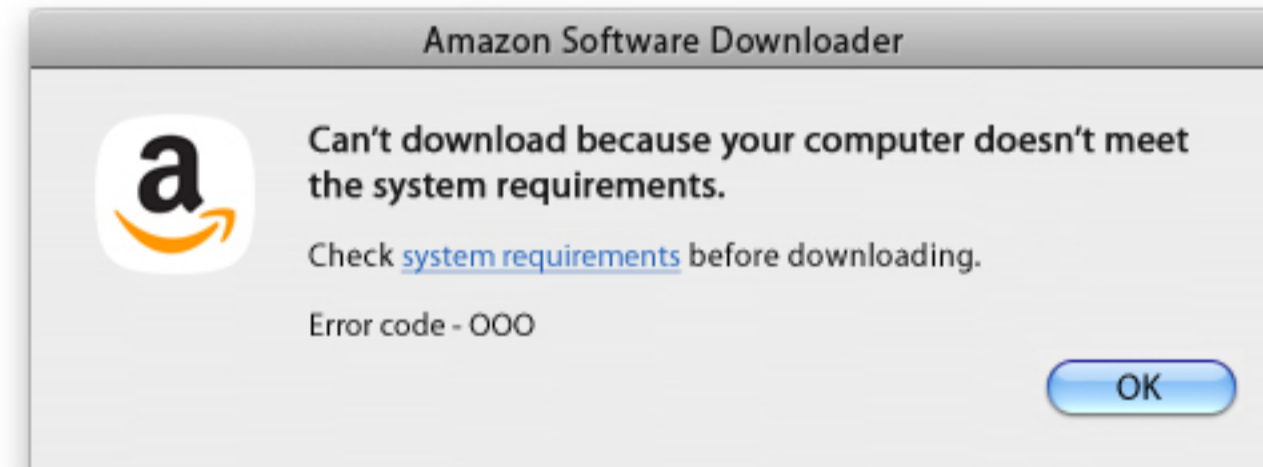 Amazon Software Downloader
a
Can't download because your computer doesn't meet
the system requirements.
Check system requirements before downloading.
Error code - OOO
OK